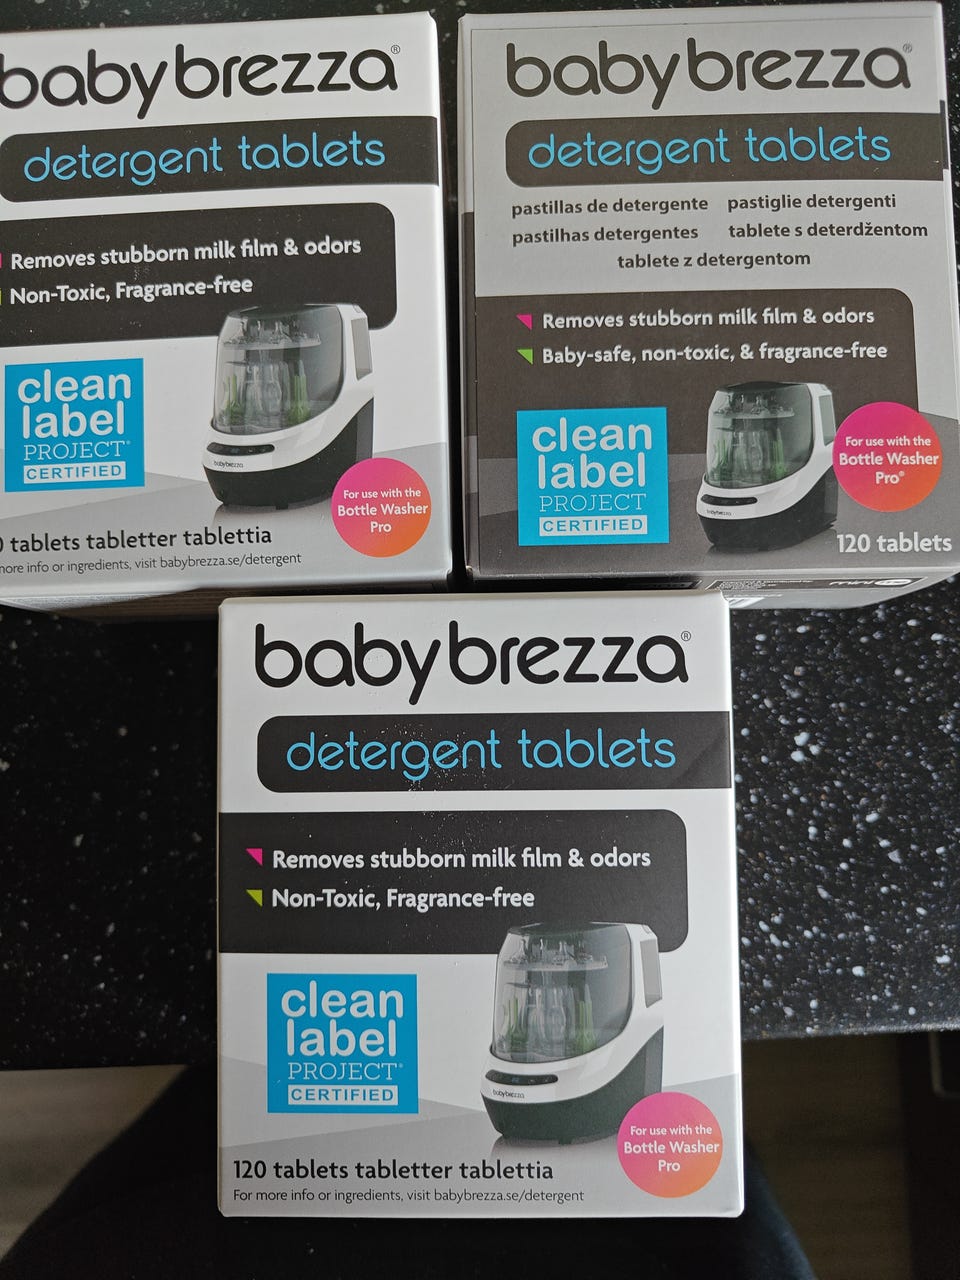 babybrezza®
detergent tablets
Removes stubborn milk film & odors
Non-Toxic, Fragrance-free
clean
label
PROJECT®
CERTIFIED
babybrezza
For use with the
Bottle Washer
Pro
tablets tabletter tablettia
more info or ingredients, visit babybrezza.se/detergent
babybrezza®
detergent tablets
pastillas de detergente pastiglie detergenti
pastilhas detergentes tablete s deterdžentom
tablete z detergentom
Removes stubborn milk film & odors
Baby-safe, non-toxic, & fragrance-free
clean
label
PROJECT
CERTIFIED
babybrezza
For use with the
Bottle Washer
Pro®
120 tablets
babybrezza®
detergent tablets
Removes stubborn milk film & odors
Non-Toxic, Fragrance-free
clean
label
PROJECT®
CERTIFIED
babybrezza
For use with the
Bottle Washer
Pro
120 tablets tabletter tablettia
For more info or ingredients, visit babybrezza.se/detergent